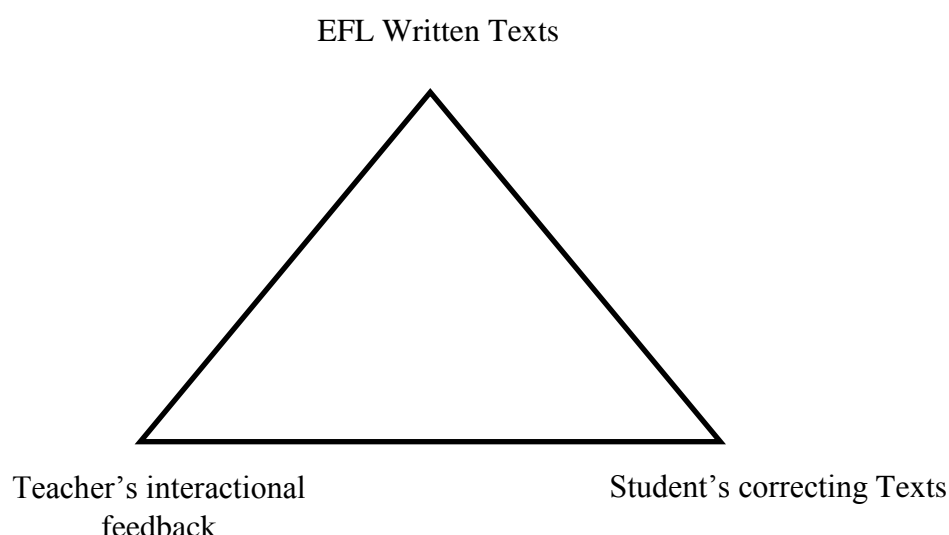 EFL Written Texts
Teacher’s interactional
feedback
Student’s correcting Texts